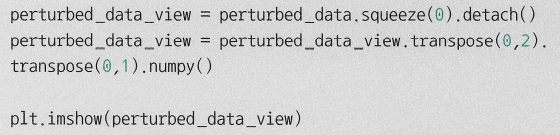 perturbed_data_view = perturbed_data.squeeze(0).detach()
perturbed_data_view = perturbed_data_view.transpose(0,2).
transpose(0,1).numpy()
plt.imshow(perturbed_data_view)